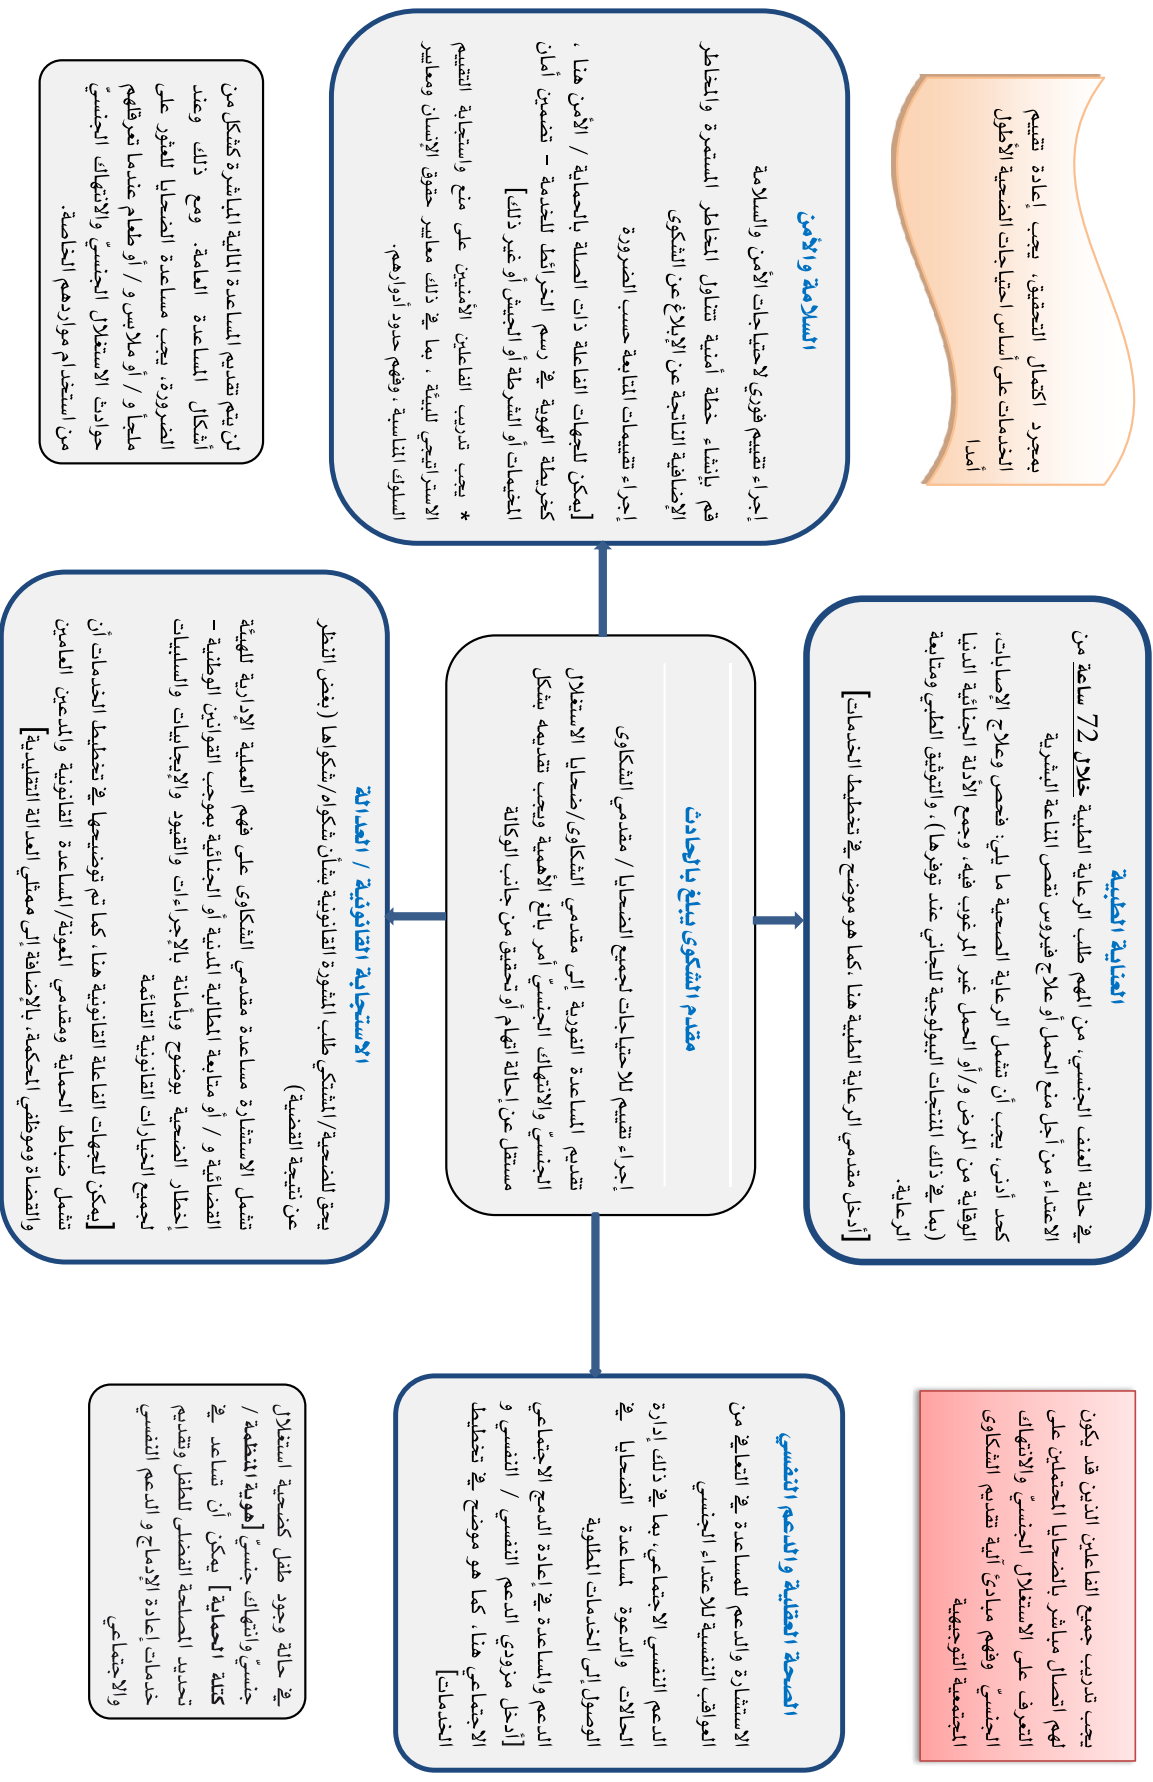 بمجرد اكتمال التحقيق، يجب إعادة تقييم
الخدمات على أساس احتياجات الضحية الأطول
أمدا
العناية الطبية
في حالة العنف الجنسي، من المهم طلب الرعاية الطبية خلال 72 ساعة من
الاعتداء من أجل منع الحمل أو علاج فيروس نقص المناعة البشرية
كحد أدنى، يجب أن تشمل الرعاية الصحية ما يلي: فحص وعلاج الإصابات،
الوقاية من المرض و/أو الحمل غير المرغوب فيه، وجمع الأدلة الجنائية الدنيا
(بما في ذلك المنتجات البيولوجية للجاني عند توفرها)، والتوثيق الطبي ومتابعة
الرعاية.
[أدخل مقدمي الرعاية الطبية هنا ،كما هو موضح في تخطيط الخدمات]
يجب تدريب جميع الفاعلين الذين قد يكون
لهم اتصال مباشر بالضحايا المحتملين على
التعرف على الاستغلال الجنسيّ والانتهاك
الجنسيّ وفهم مبادئ آلية تقديم الشكاوى
المجتمعية التوجيهية
السلامة والأمن
إجراء تقييم فوري لاحتياجات الأمن والسلامة
قم بإنشاء خطة أمنية تتناول المخاطر المستمرة والمخاطر
الإضافية الناتجة عن الإبلاغ عن الشكوى
إجراء تقييمات المتابعة حسب الضرورة
[يمكن للجهات الفاعلة ذات الصلة بالحماية / الأمن هنا ،
كخريطة الهوية في رسم الخرائط للخدمة - تضمين أمان
المخيمات أو الشرطة أو الجيش أو غير ذلك]
* يجب تدريب الفاعلين الأمنيين على منع واستجابة التقييم
الاستراتيجي للبيئة ، بما في ذلك معايير حقوق الإنسان ومعايير
السلوك المناسبة ، وفهم حدود أدوارهم.
مقدم الشكوى يبلغ بالحادث
إجراء تقييم للاحتياجات لجميع الضحايا / مقدمي الشكاوى
تقديم المساعدة الفورية إلى مقدمي الشكاوى/ضحايا الاستغلال
الجنسيّ والانتهاك الجنسيّ أمر بالغ الأهمية ويجب تقديمه بشكل
مستقل عن إحالة اتهام أو تحقيق من جانب الوكالة
الصحة العقلية والدعم النفسي
الاستشارة والدعم للمساعدة في التعافي من
العواقب النفسية للاعتداء الجنسي
الدعم النفسي الاجتماعي، بما في ذلك إدارة
الحالات والدعوة لمساعدة الضحايا في
الوصول إلى الخدمات المطلوبة
الدعم والمساعدة في إعادة الدمج الاجتماعي
[أدخل مزودي الدعم النفسي / النفسي و
الاجتماعي هنا، كما هو موضح في تخطيط
الخدمات]
لن يتم تقديم المساعدة المالية المباشرة كشكل من
أشكال المساعدة العامة. ومع ذلك وعند
الضرورة، يجب مساعدة الضحايا للعثور على
ملجأ و / أو ملابس و / أو طعام عندما تعرقلهم
حوادث الاستغلال الجنسيّ والانتهاك الجنسيّ
من استخدام مواردهم الخاصة.
الاستجابة القانونية / العدالة
يحق للضحية/المشتكي طلب المشورة القانونية بشأن شكواه/شكواها (بغض النظر
عن نتيجة القضية)
تشمل الاستشارة مساعدة مقدمي الشكاوى على فهم العملية الإدارية للهيئة
القضائية و / أو متابعة المطالبة المدنية أو الجنائية بموجب القوانين الوطنية -
إخطار الضحية بوضوح وبأمانة بالإجراءات والقيود والإيجابيات والسلبيات
لجميع الخيارات القانونية القائمة
[يمكن للجهات الفاعلة القانونية هنا، كما تم توضيحها في تخطيط الخدمات أن
تشمل ضباط الحماية ومقدمي المعونة/المساعدة القانونية والمدعين العامين
والقضاة وموظفي المحكمة، بالإضافة إلى ممثلي العدالة التقليدية]
في حالة وجود طفل كضحية استغلال
جنسيّ وانتهاك جنسيّ [هوية المنظمة /
كتلة الحماية] يمكن أن تساعد في
تحديد المصلحة الفضلى للطفل وتقديم
خدمات إعادة الإدماج و الدعم النفسي
والاجتماعي